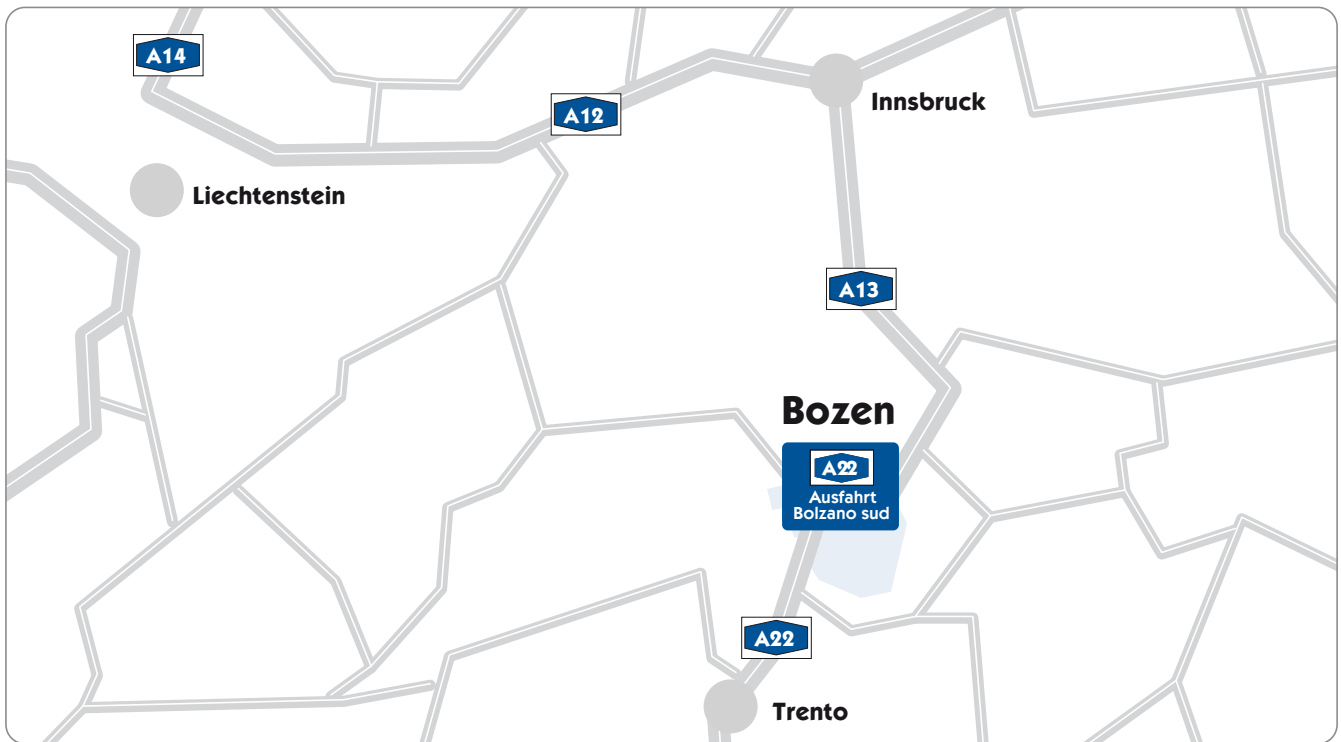 A14
A12
Innsbruck
Liechtenstein
A13
Bozen
A22
Ausfahrt
Bolzano sud
A22
Trento